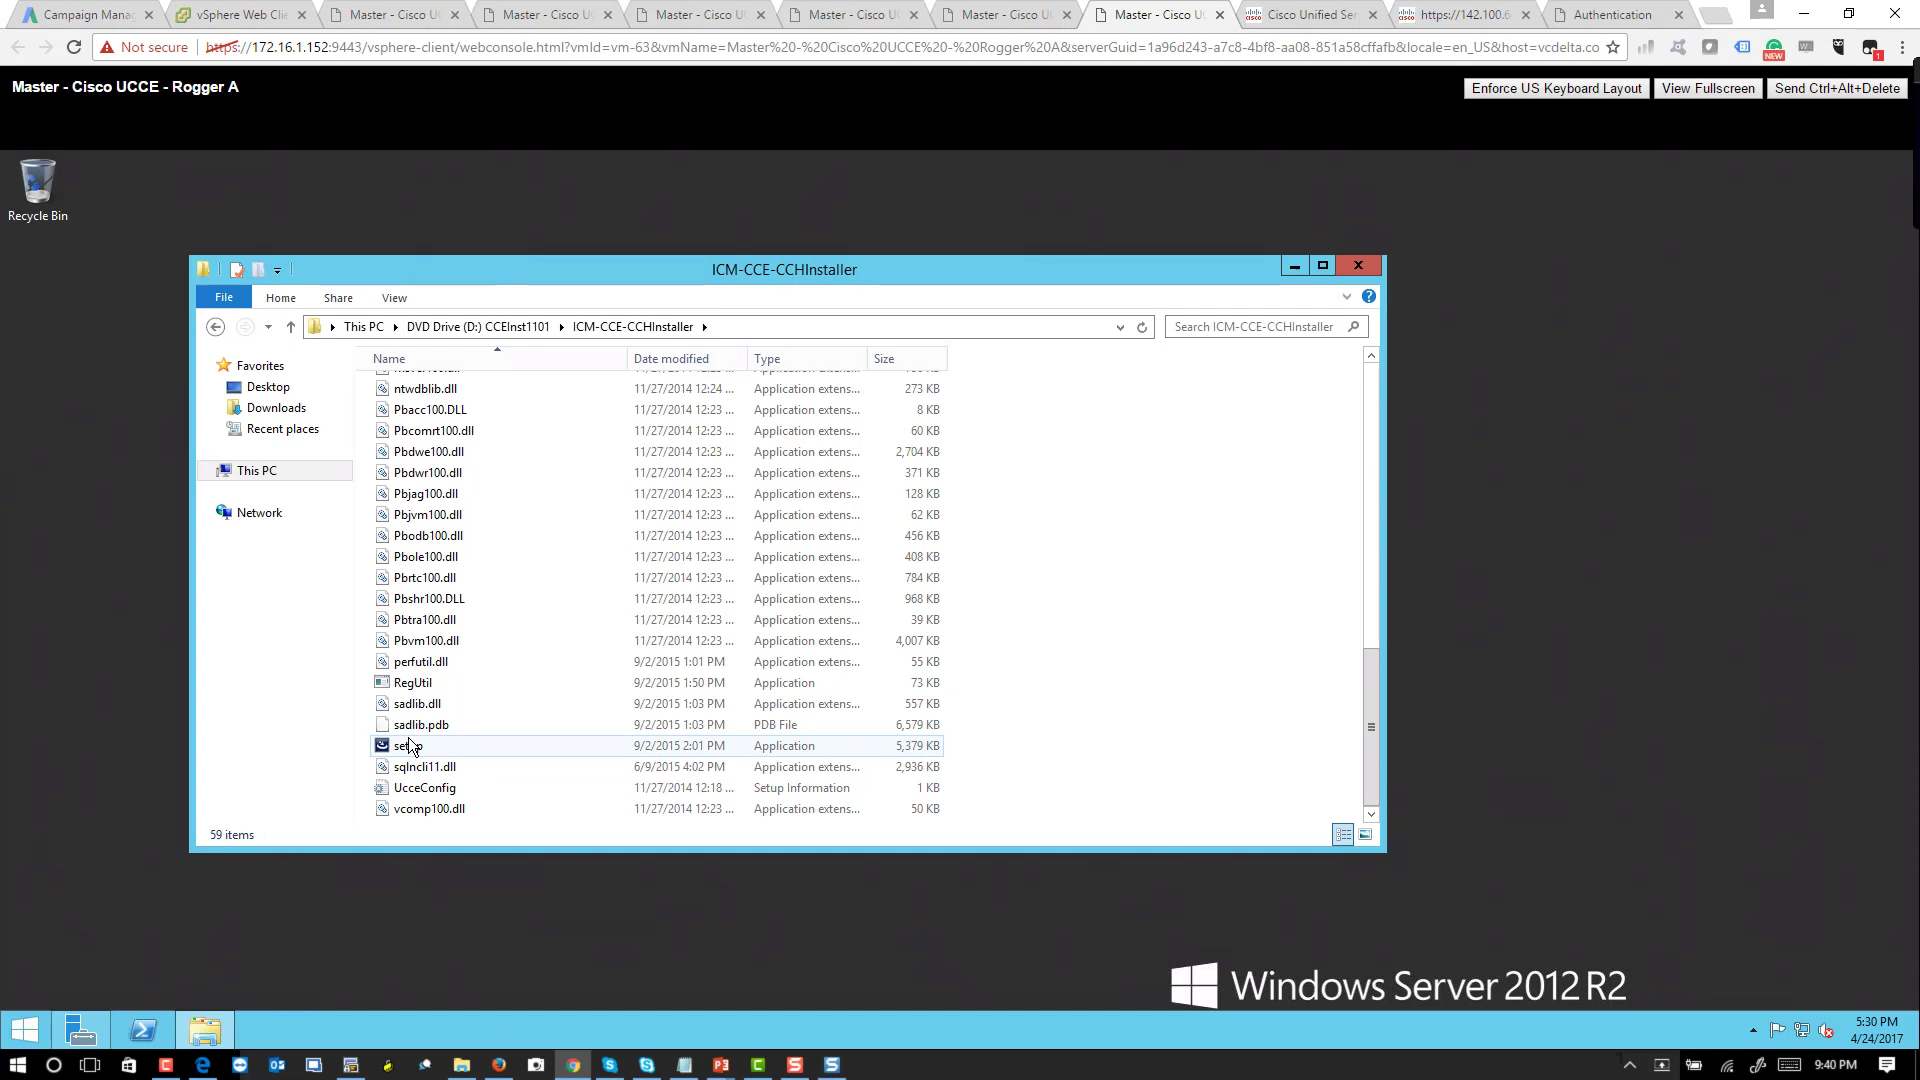 Campaign Mana
vSphere Web Clie
Master - Cisco UC
Master - Cisco UC
Master - Cisco UC
Master - Cisco UC
Master - Cisco UC
Master - Cisco UC
Cisco Unified Ser
https://142.100.6
Authentication
Not secure
https://172.16.1.152:9443/vsphere-client/webconsole.html?vmId=vm-63&vmName=Master%20-%20Cisco%20UCCE%20-%20Rogger%20A&serverGuid=1a96d243-a7c8-4bf8-aa08-851a58cffafb&locale=en_US&host=vcdelta.co
NEW
1
Master - Cisco UCCE - Rogger A
Enforce US Keyboard Layout
View Fullscreen
Send Ctrl+Alt+Delete
Recycle Bin
ICM-CCE-CCHInstaller
File Home Share View
This PC DVD Drive (D:) CCEInst1101 ICM-CCE-CCHInstaller
Search ICM-CCE-CCHInstaller
Favorites
Desktop
Downloads
Recent places
This PC
Network
Name Date modified Type Size
ntwdblib.dll 11/27/2014 12:24 ... Application extens... 273 KB
Pbacc100.DLL 11/27/2014 12:23 ... Application extens... 8 KB
Pbcomrt100.dll 11/27/2014 12:23 ... Application extens... 60 KB
Pbdwe100.dll 11/27/2014 12:23 ... Application extens... 2,704 KB
Pbdwr100.dll 11/27/2014 12:23 ... Application extens... 371 KB
Pbjag100.dll 11/27/2014 12:23 ... Application extens... 128 KB
Pbjvm100.dll 11/27/2014 12:23 ... Application extens... 62 KB
Pbodb100.dll 11/27/2014 12:23 ... Application extens... 456 KB
Pbole100.dll 11/27/2014 12:23 ... Application extens... 408 KB
Pbrtc100.dll 11/27/2014 12:23 ... Application extens... 784 KB
Pbshr100.DLL 11/27/2014 12:23 ... Application extens... 968 KB
Pbtra100.dll 11/27/2014 12:23 ... Application extens... 39 KB
Pbvm100.dll 11/27/2014 12:23 ... Application extens... 4,007 KB
perfutil.dll 9/2/2015 1:01 PM Application extens... 55 KB
RegUtil 9/2/2015 1:50 PM Application 73 KB
sadlib.dll 9/2/2015 1:03 PM Application extens... 557 KB
sadlib.pdb 9/2/2015 1:03 PM PDB File 6,579 KB
setup 9/2/2015 2:01 PM Application 5,379 KB
sqlncli11.dll 6/9/2015 4:02 PM Application extens... 2,936 KB
UcceConfig 11/27/2014 12:18 ... Setup Information 1 KB
vcomp100.dll 11/27/2014 12:23 ... Application extens... 50 KB
59 items
Windows Server 2012 R2
5:30 PM
4/24/2017
9:40 PM